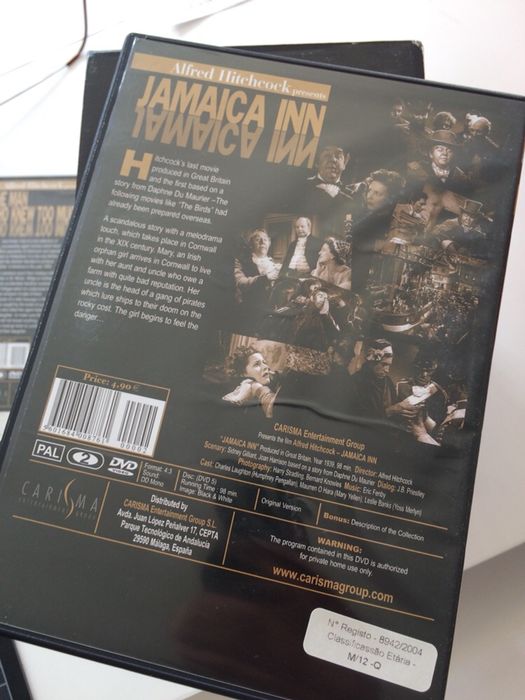 Alfred Hitchcock presents
JAMAICA INN
Hitchcock's last movie
produced in Great Britain
and the first based on a
story from Daphne Du Maurier –The
following movies like "The Birds" had
already been prepared overseas.
A scandalous story with a melodrama
touch, which takes place in Cornwall
in the XIX century. Mary, an Irish
orphan girl arrives in Cornwall to live
with her aunt and uncle who owe a
farm with quite bad reputation. Her
uncle is the head of a gang of pirates
which lure ships to their doom on the
rocky cost. The girl begins to feel the
danger...
Price: 4,90 €
5601684008761 00002
CARISMA Entertainment Group
Presents the film Alfred Hitchcock – JAMAICA INN
"JAMAICA INN" Produced in Great Britain. Year 1939. 98 min. Director: Alfred Hitchcock
Scenary: Sidney Gilliant, Joan Harrison based on a story from Daphne Du Maurier Dialog: J.B. Priestley
Photography: Harry Stradling, Bernard Knowles Music: Eric Fenby
Cast: Charles Laughton (Humphrey Pengallan), Maureen O'Hara (Mary Yellen), Leslie Banks (Yoss Merlyn)
PAL
2
DVD
VIDEO
Format: 4:3
DD Mono
Disc: (DVD 5)
Running Time : 98 min.
Image: Black & White
Original Version
Bonus: Description of the Collection
CARISMA
entertainment group
Distributed by
CARISMA Entertainment Group S.L.
Avda. Juan López Peñalver 17, CEPTA
Parque Tecnológico de Andalucía
29590 Málaga, España
WARNING:
The program contained in this DVD is authorized
for private home use only.
www.carismagroup.com
Nº Registo - 8942/2004
Classificassão Etária -
M/12 -Q